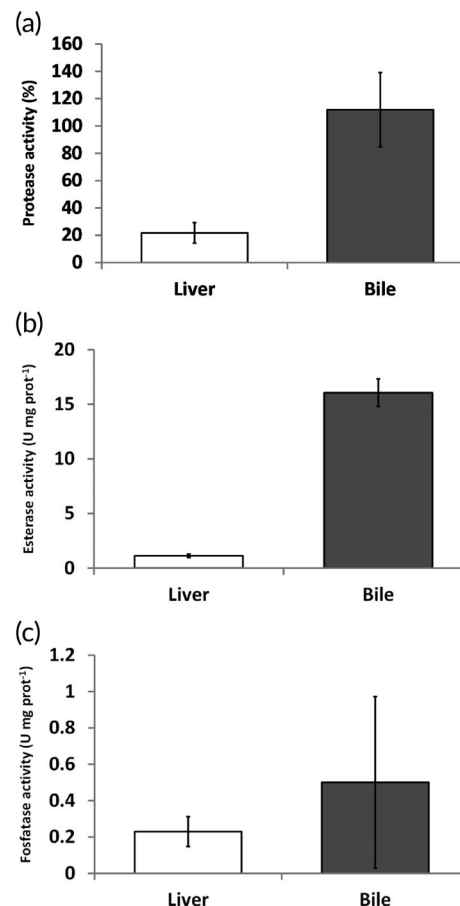 (a)
Protease activity (%)
160
140
120
100
80
60
40
20
0
Liver Bile
(b)
Esterase activity (U mg prot⁻¹)
20
15
10
5
0
Liver Bile
(c)
Fosfatase activity (U mg prot⁻¹)
1.2
1
0.8
0.6
0.4
0.2
0
Liver Bile